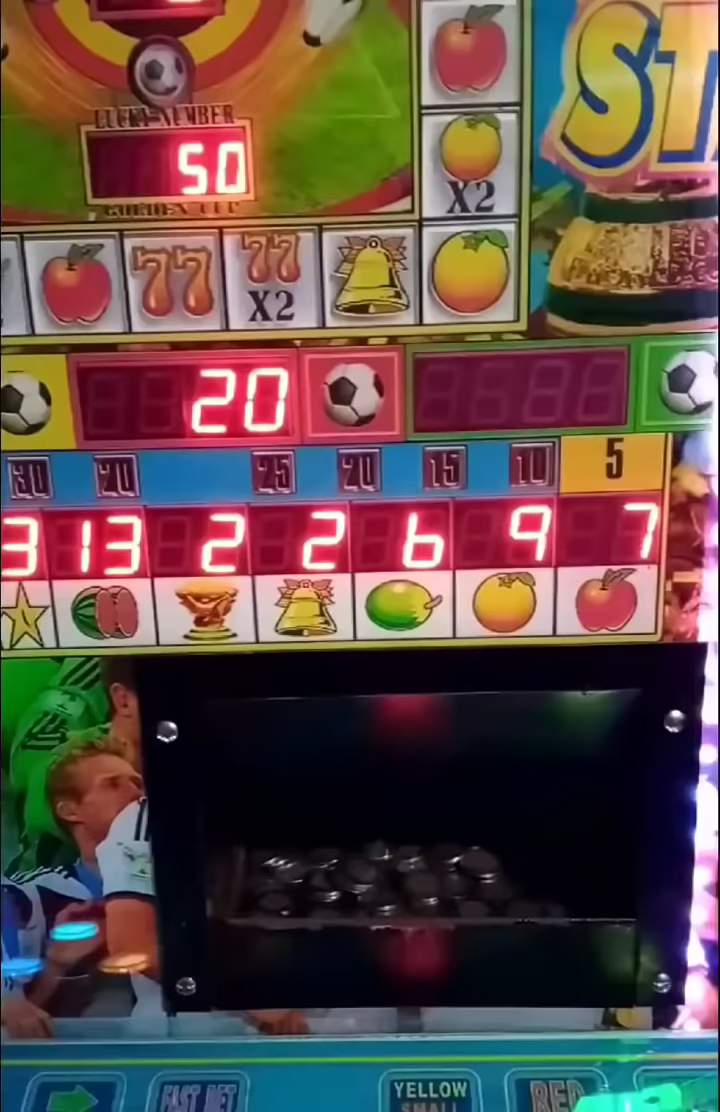 LUCKY NUMBER
50
GOLDEN CUP
X2
77
77
X2
ST
20
30
20
25
20
15
10
5
3
13
2
2
6
9
7
FAST BET
YELLOW
SMALL
RED